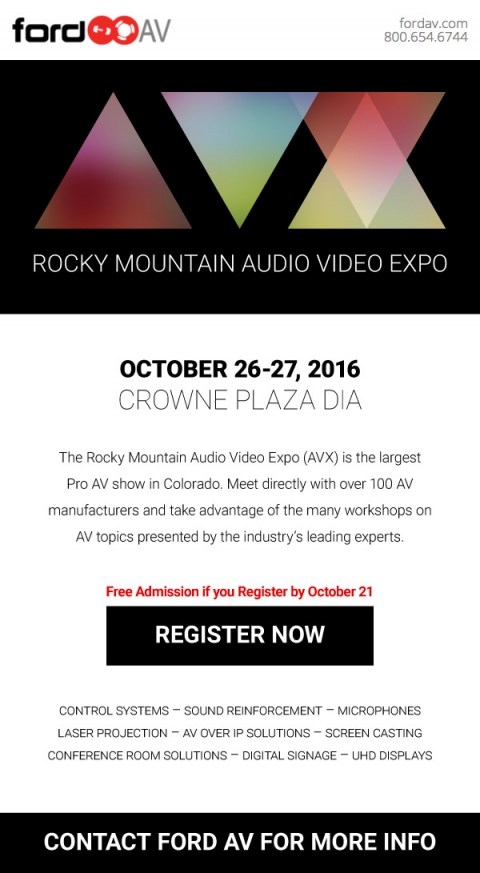 ford AV
fordav.com
800.654.6744
AVX
ROCKY MOUNTAIN AUDIO VIDEO EXPO
OCTOBER 26-27, 2016
CROWNE PLAZA DIA
The Rocky Mountain Audio Video Expo (AVX) is the largest
Pro AV show in Colorado. Meet directly with over 100 AV
manufacturers and take advantage of the many workshops on
AV topics presented by the industry's leading experts.
Free Admission if you Register by October 21
REGISTER NOW
CONTROL SYSTEMS – SOUND REINFORCEMENT – MICROPHONES
LASER PROJECTION – AV OVER IP SOLUTIONS – SCREEN CASTING
CONFERENCE ROOM SOLUTIONS – DIGITAL SIGNAGE – UHD DISPLAYS
CONTACT FORD AV FOR MORE INFO